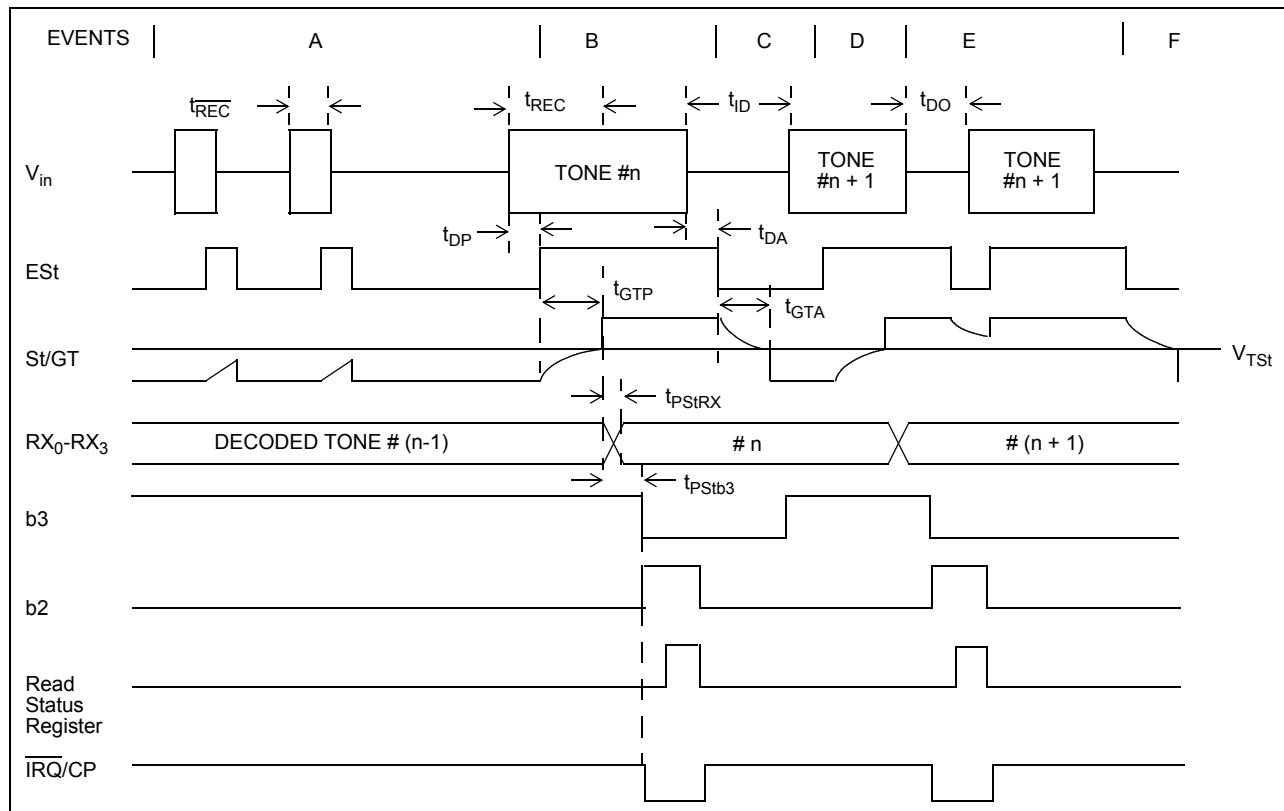 EVENTS A B C D E F
tREC tREC tID tDO
Vin TONE #n TONE #n + 1 TONE #n + 1
tDP tDA
ESt
tGTP tGTA
St/GT VTSt
tPStRX
RX0-RX3 DECODED TONE # (n-1) # n # (n + 1)
tPStb3
b3
b2
Read
Status
Register
IRQ/CP